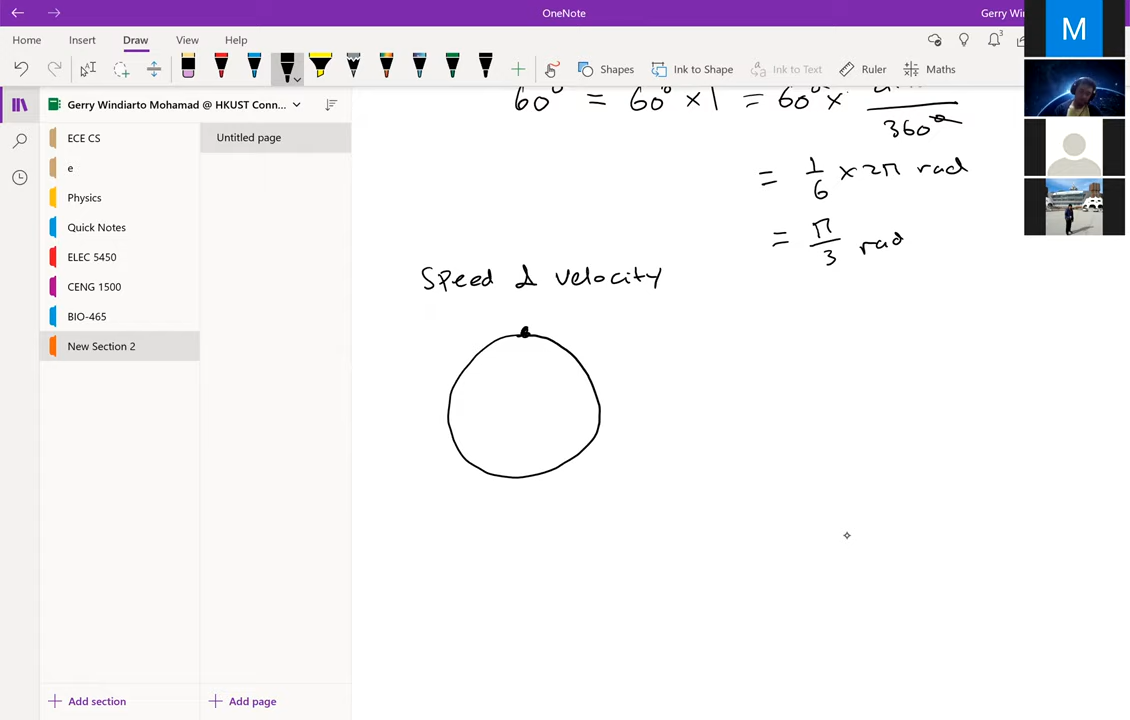 OneNote
Gerry Win
M
Home Insert Draw View Help
3
Shapes Ink to Shape Ink to Text Ruler Maths
Gerry Windiarto Mohamad @ HKUST Conn...
ECE CS
e
Physics
Quick Notes
ELEC 5450
CENG 1500
BIO-465
New Section 2
Untitled page
60° = 60° × 1 = 60° × 360°
= 1/6 × 2π rad
= π/3 rad
Speed & Velocity
+ Add section + Add page